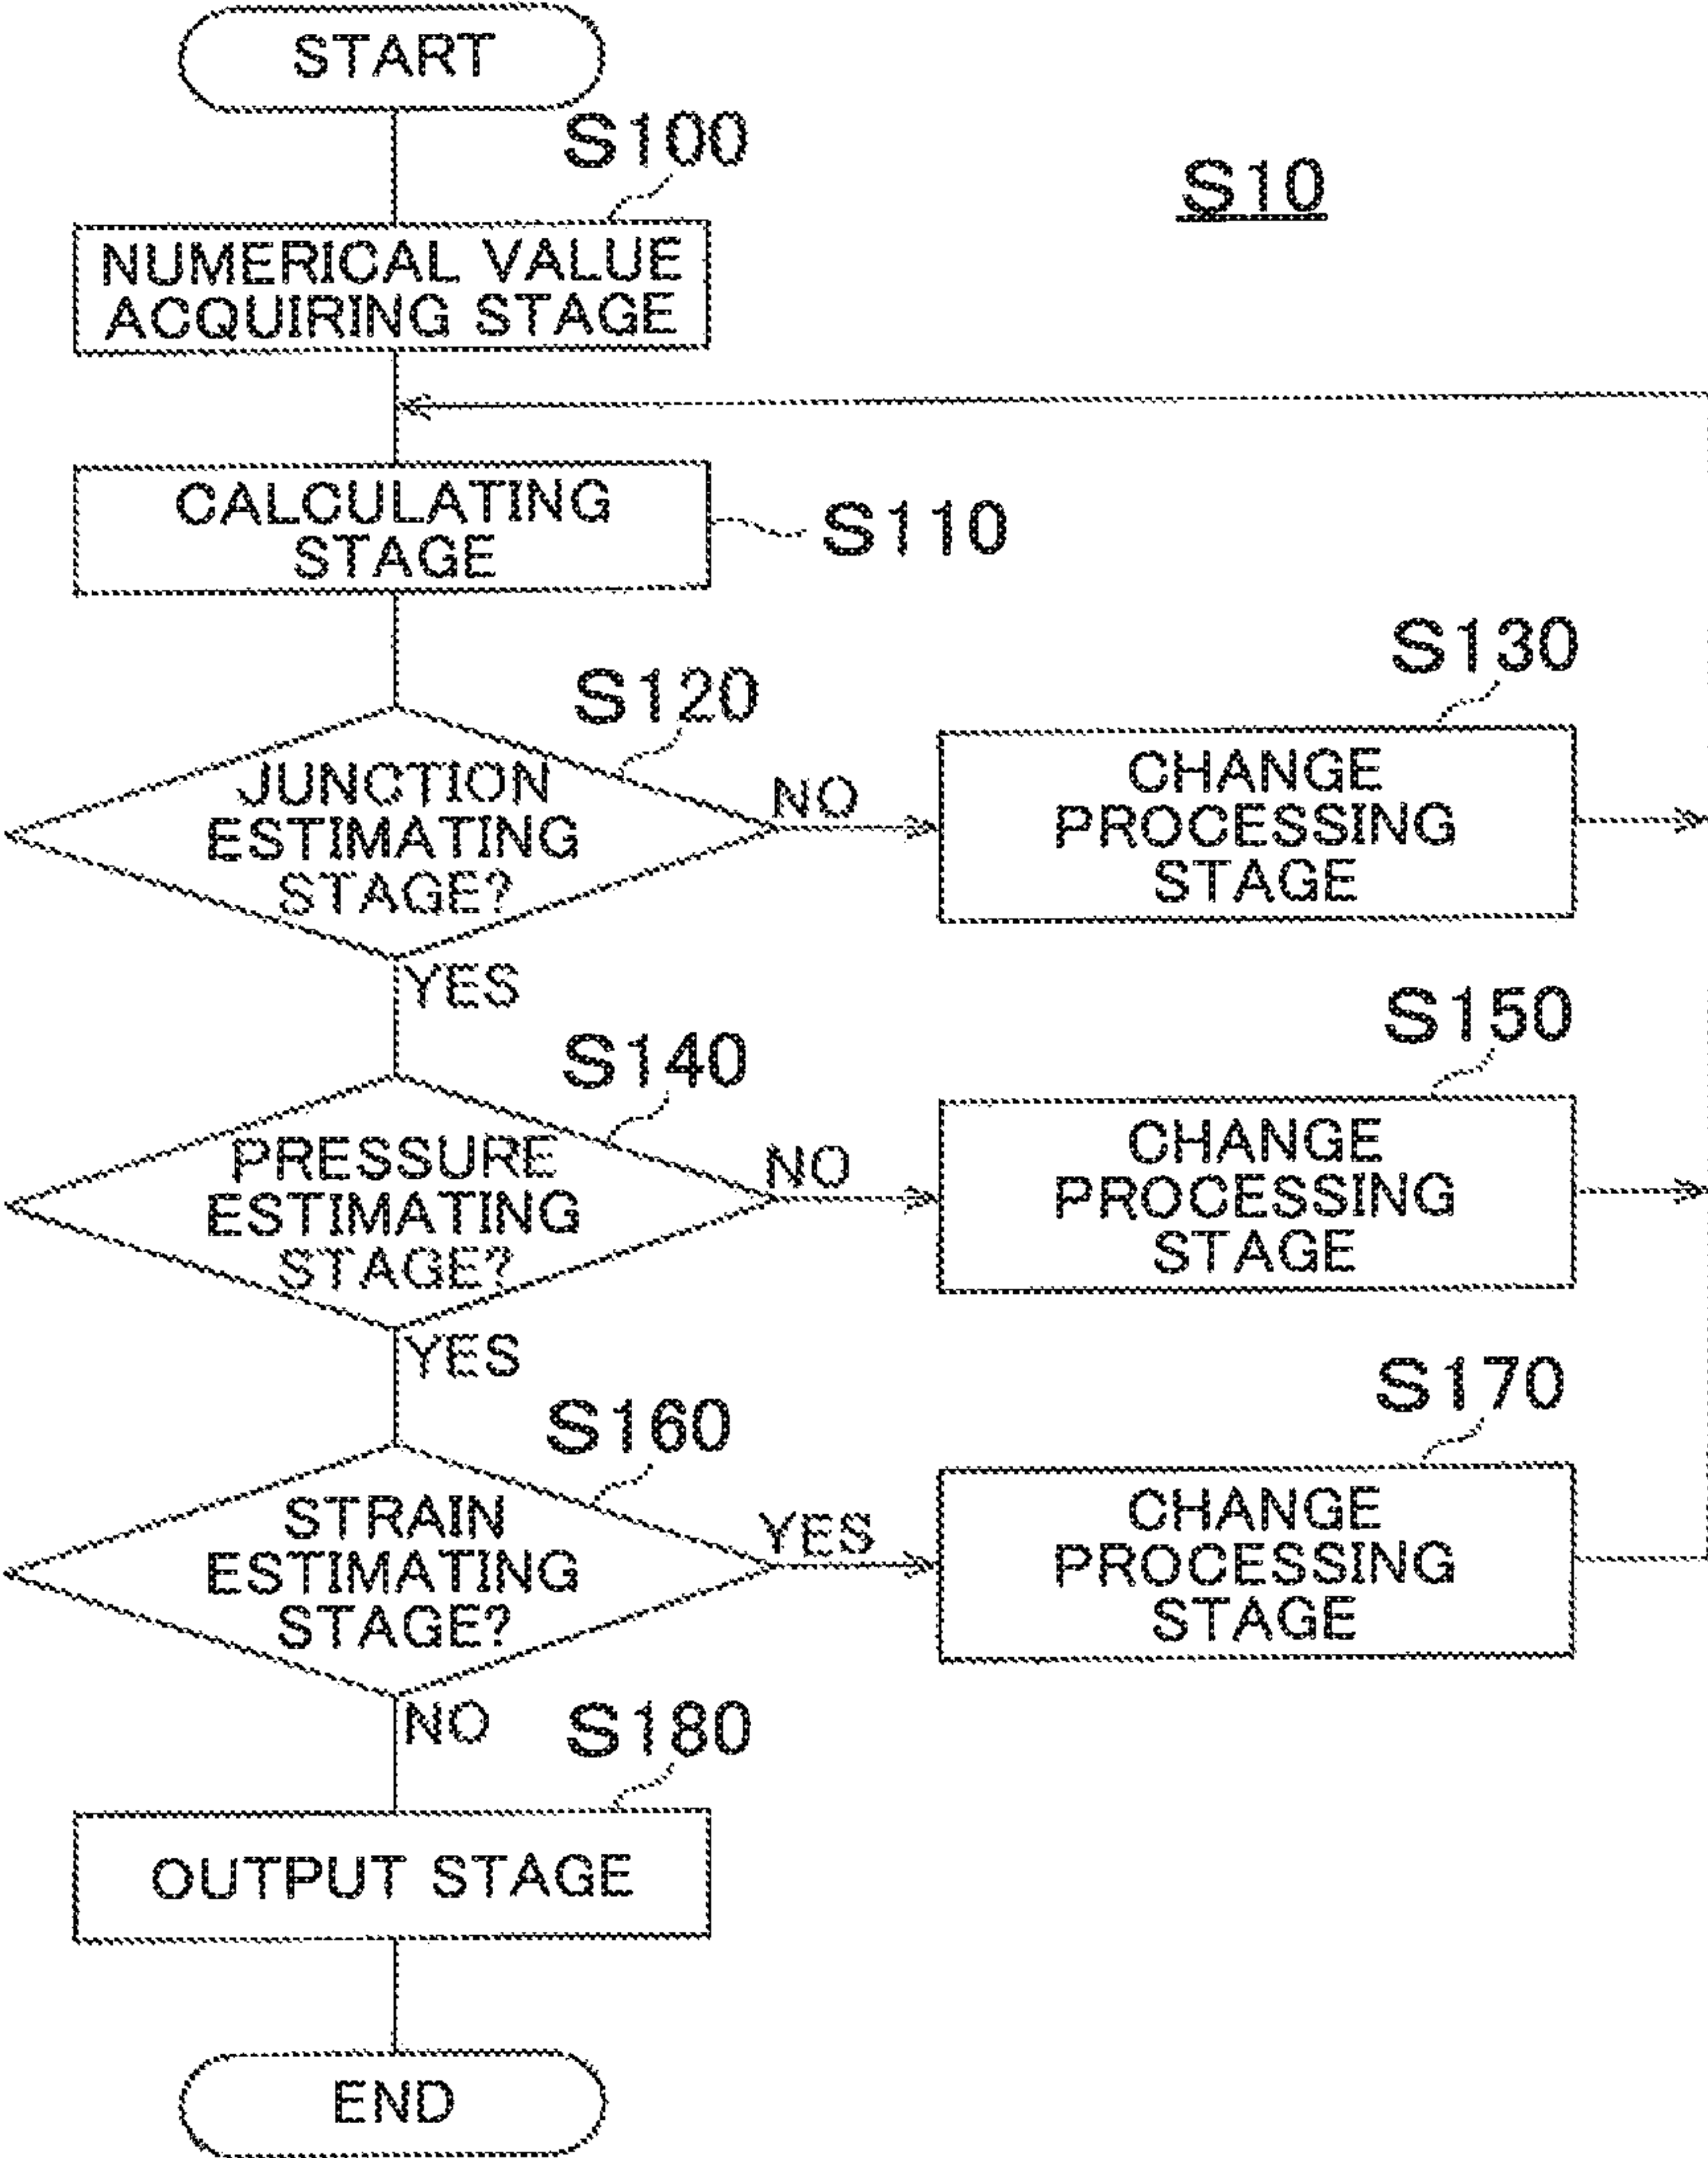 START
S100
S10
NUMERICAL VALUE
ACQUIRING STAGE
CALCULATING
STAGE
S110
S120
JUNCTION
ESTIMATING
STAGE?
NO
S130
CHANGE
PROCESSING
STAGE
YES
S140
PRESSURE
ESTIMATING
STAGE?
NO
S150
CHANGE
PROCESSING
STAGE
YES
S160
STRAIN
ESTIMATING
STAGE?
YES
S170
CHANGE
PROCESSING
STAGE
NO
S180
OUTPUT STAGE
END